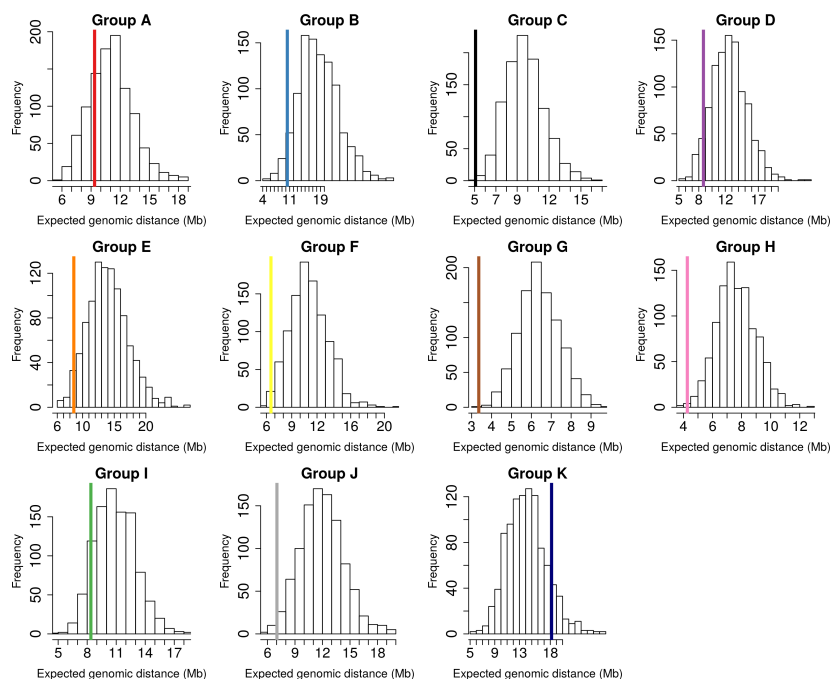 Group A
Group B
Group C
Group D
Frequency
0 50 100 200
6 9 12 15 18
Expected genomic distance (Mb)
Frequency
0 50 100 150
4 11 19
Expected genomic distance (Mb)
Frequency
0 50 150
5 7 9 12 15
Expected genomic distance (Mb)
Frequency
0 50 100 150
5 8 12 17
Expected genomic distance (Mb)
Group E
Group F
Group G
Group H
Frequency
0 40 80 120
6 10 15 20
Expected genomic distance (Mb)
Frequency
0 50 100 150
6 9 12 16 20
Expected genomic distance (Mb)
Frequency
0 50 100 200
3 4 5 6 7 8 9
Expected genomic distance (Mb)
Frequency
0 50 100 150
4 6 8 10 12
Expected genomic distance (Mb)
Group I
Group J
Group K
Frequency
0 50 100 150
5 8 11 14 17
Expected genomic distance (Mb)
Frequency
0 50 100 150
6 9 12 15 18
Expected genomic distance (Mb)
Frequency
0 40 80 120
5 9 13 18
Expected genomic distance (Mb)